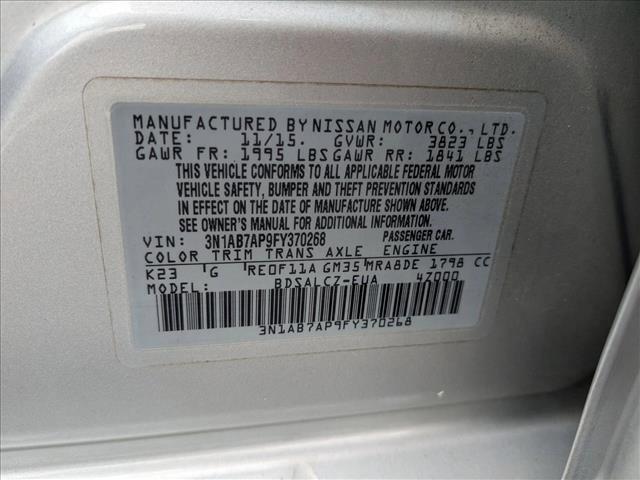 MANUFACTURED BY NISSAN MOTOR CO., LTD.
DATE: 11/15. GVWR: 3823 LBS
GAWR FR: 1995 LBS GAWR RR: 1841 LBS
THIS VEHICLE CONFORMS TO ALL APPLICABLE FEDERAL MOTOR
VEHICLE SAFETY, BUMPER AND THEFT PREVENTION STANDARDS
IN EFFECT ON THE DATE OF MANUFACTURE SHOWN ABOVE.
SEE OWNER'S MANUAL FOR ADDITIONAL INFORMATION.
VIN: 3N1AB7AP9FY370268 PASSENGER CAR.
COLOR TRIM TRANS AXLE ENGINE
K23 G RE0F11A GM35 MRA8DE 1798 CC
MODEL BDSALCZ-EUA 4Z000
3N1AB7AP9FY370268